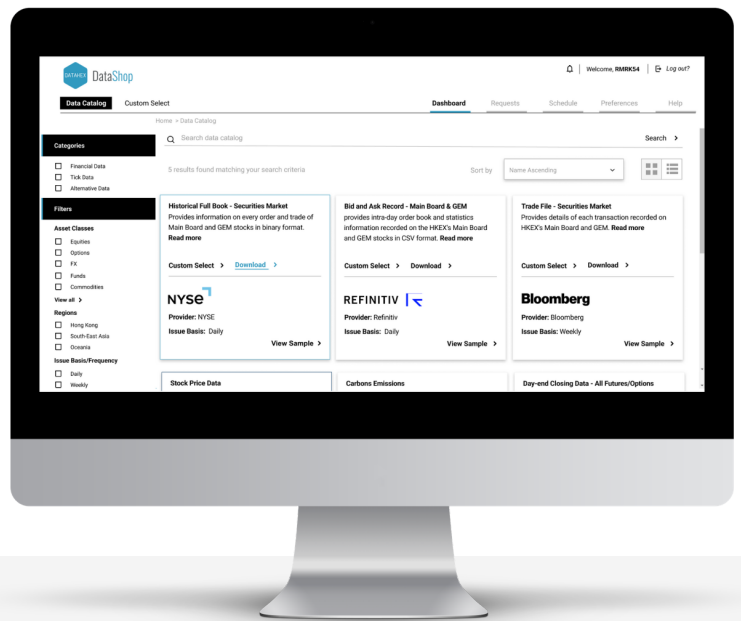 DATAHEX DataShop
Welcome, RMRK54
Log out?
Data Catalog
Custom Select
Dashboard
Requests
Schedule
Preferences
Help
Home > Data Catalog
Categories
Financial Data
Tick Data
Alternative Data
Filters
Asset Classes
Equities
Options
FX
Funds
Commodities
View all >
Regions
Hong Kong
South-East Asia
Oceania
Issue Basis/Frequency
Daily
Weekly
Search data catalog
Search >
5 results found matching your search criteria
Sort by
Name Ascending
Historical Full Book - Securities Market
Provides information on every order and trade of
Main Board and GEM stocks in binary format.
Read more
Custom Select > Download >
NYSE
Provider: NYSE
Issue Basis: Daily
View Sample >
Bid and Ask Record - Main Board & GEM
provides intra-day order book and statistics
information recorded on the HKEX's Main Board
and GEM stocks in CSV format. Read more
Custom Select > Download >
REFINITIV
Provider: Refinitiv
Issue Basis: Daily
View Sample >
Trade File - Securities Market
Provides details of each transaction recorded on
HKEX's Main Board and GEM. Read more
Custom Select > Download >
Bloomberg
Provider: Bloomberg
Issue Basis: Weekly
View Sample >
Stock Price Data
Carbons Emissions
Day-end Closing Data - All Futures/Options